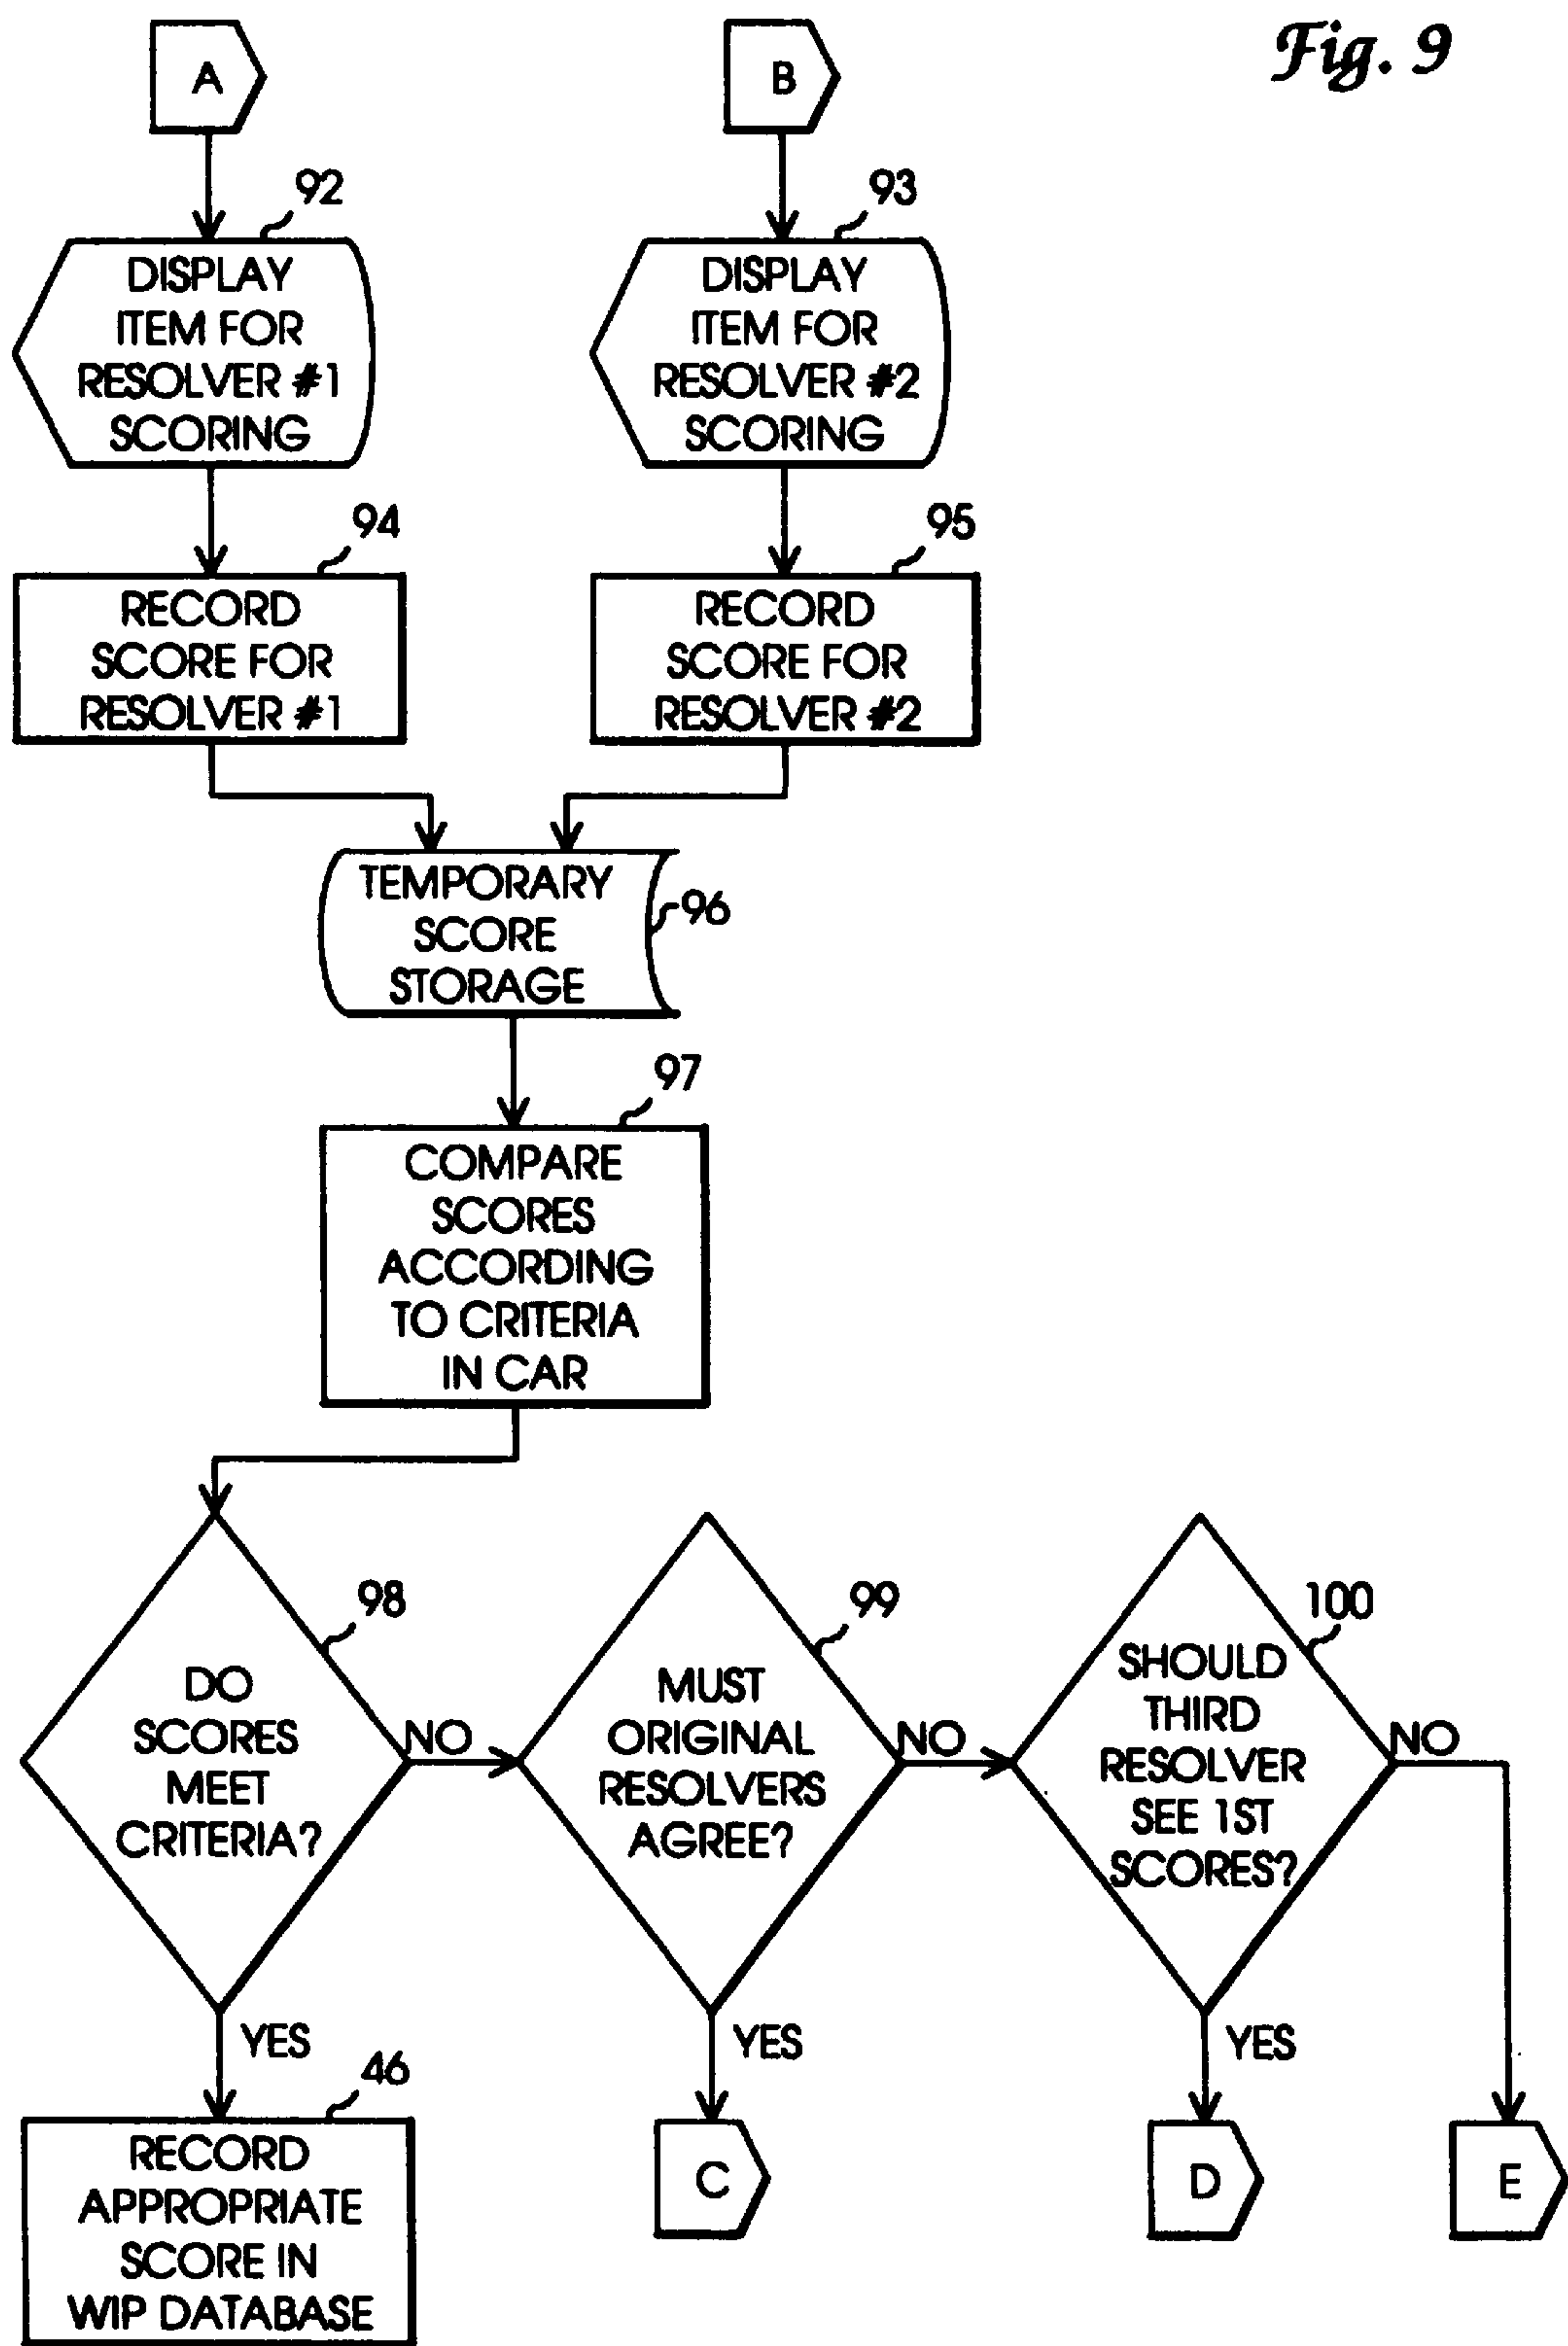 Fig. 9
A
B
92
93
DISPLAY
ITEM FOR
RESOLVER #1
SCORING
DISPLAY
ITEM FOR
RESOLVER #2
SCORING
94
95
RECORD
SCORE FOR
RESOLVER #1
RECORD
SCORE FOR
RESOLVER #2
TEMPORARY
SCORE
STORAGE
96
97
COMPARE
SCORES
ACCORDING
TO CRITERIA
IN CAR
98
99
100
DO
SCORES
MEET
CRITERIA?
NO
MUST
ORIGINAL
RESOLVERS
AGREE?
NO
SHOULD
THIRD
RESOLVER
SEE 1ST
SCORES?
NO
YES
YES
YES
46
RECORD
APPROPRIATE
SCORE IN
WIP DATABASE
C
D
E